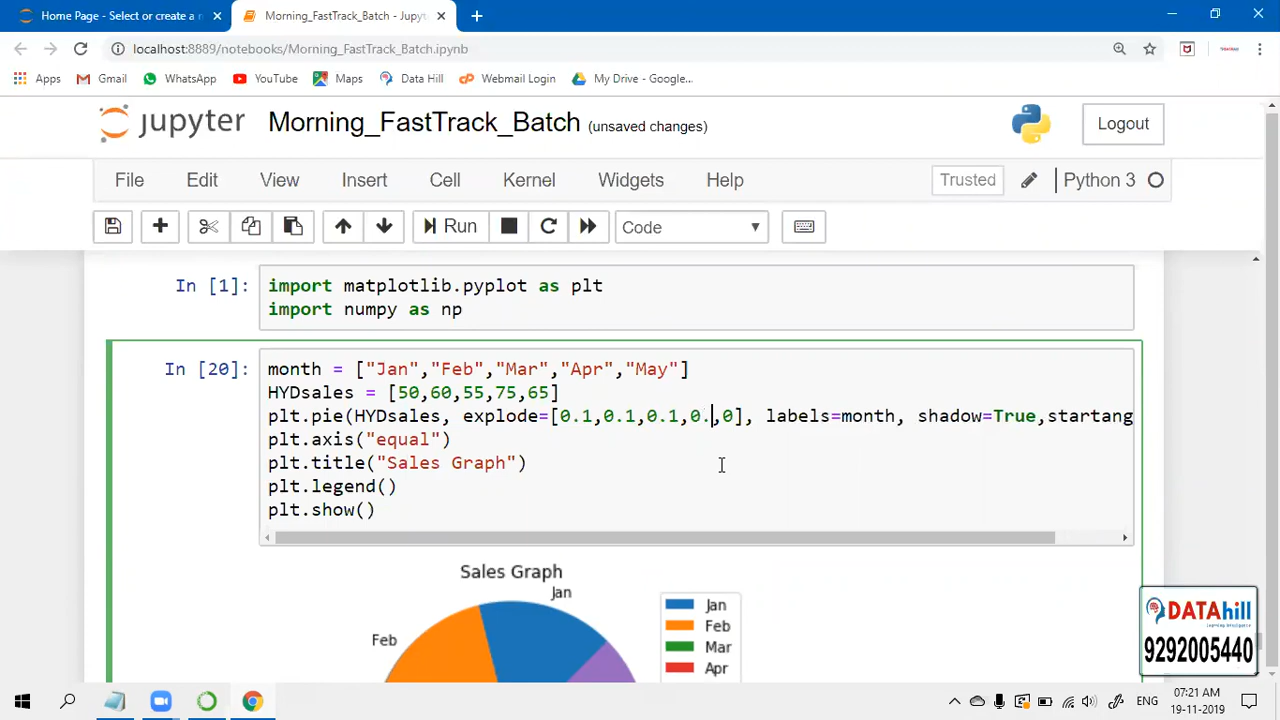 Home Page - Select or create a n
Morning_FastTrack_Batch - Jupyt
localhost:8889/notebooks/Morning_FastTrack_Batch.ipynb
Apps Gmail WhatsApp YouTube Maps Data Hill Webmail Login My Drive - Google...
jupyter Morning_FastTrack_Batch (unsaved changes) Logout
File Edit View Insert Cell Kernel Widgets Help Trusted Python 3
Run Code
In [1]: import matplotlib.pyplot as plt
import numpy as np
In [20]: month = ["Jan","Feb","Mar","Apr","May"]
HYDsales = [50,60,55,75,65]
plt.pie(HYDsales, explode=[0.1,0.1,0.1,0.,0], labels=month, shadow=True,startang
plt.axis("equal")
plt.title("Sales Graph")
plt.legend()
plt.show()
Sales Graph
Jan
Feb
Jan
Feb
Mar
Apr
DATAhill
9292005440
ENG
07:21 AM
19-11-2019